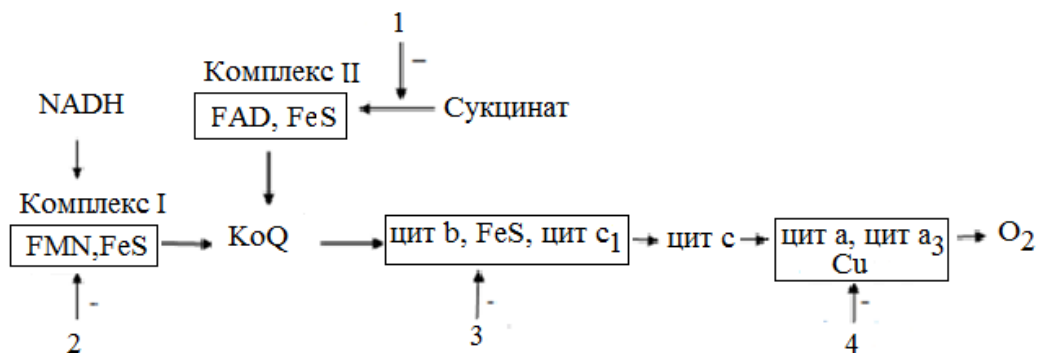 1
–
Комплекс II
NADH
FAD, FeS
Сукцинат
Комплекс I
FMN,FeS
KoQ
цит b, FeS, цит c₁
цит c
цит a, цит a₃
Cu
O₂
-
-
-
2
3
4